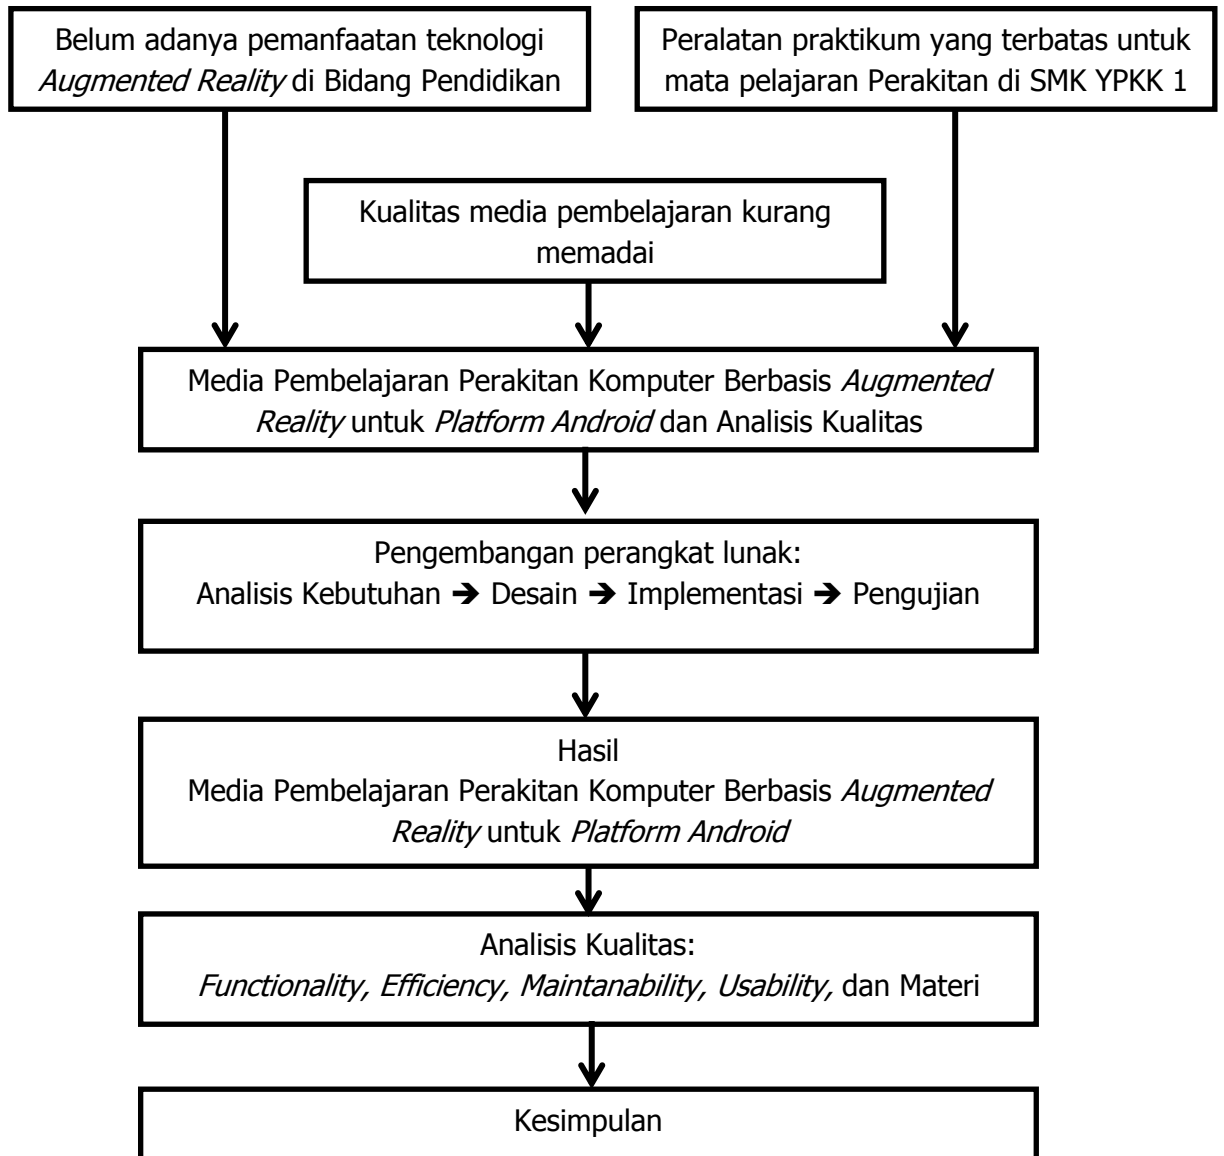 Belum adanya pemanfaatan teknologi
Augmented Reality di Bidang Pendidikan
Peralatan praktikum yang terbatas untuk
mata pelajaran Perakitan di SMK YPKK 1
Kualitas media pembelajaran kurang
memadai
Media Pembelajaran Perakitan Komputer Berbasis Augmented
Reality untuk Platform Android dan Analisis Kualitas
Pengembangan perangkat lunak:
Analisis Kebutuhan ➔ Desain ➔ Implementasi ➔ Pengujian
Hasil
Media Pembelajaran Perakitan Komputer Berbasis Augmented
Reality untuk Platform Android
Analisis Kualitas:
Functionality, Efficiency, Maintanability, Usability, dan Materi
Kesimpulan